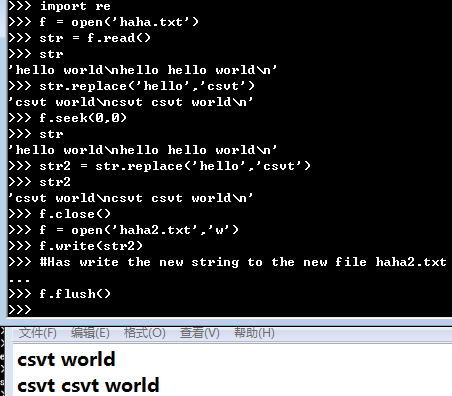 >>> import re
>>> f = open('haha.txt')
>>> str = f.read()
>>> str
'hello world\nhello hello world\n'
>>> str.replace('hello','csvt')
'csvt world\ncsvt csvt world\n'
>>> f.seek(0,0)
>>> str
'hello world\nhello hello world\n'
>>> str2 = str.replace('hello','csvt')
>>> str2
'csvt world\ncsvt csvt world\n'
>>> f.close()
>>> f = open('haha2.txt','w')
>>> f.write(str2)
>>> #Has write the new string to the new file haha2.txt
...
>>> f.flush()
>>>
文件(F) 编辑(E) 格式(O) 查看(V) 帮助(H)
csvt world
csvt csvt world